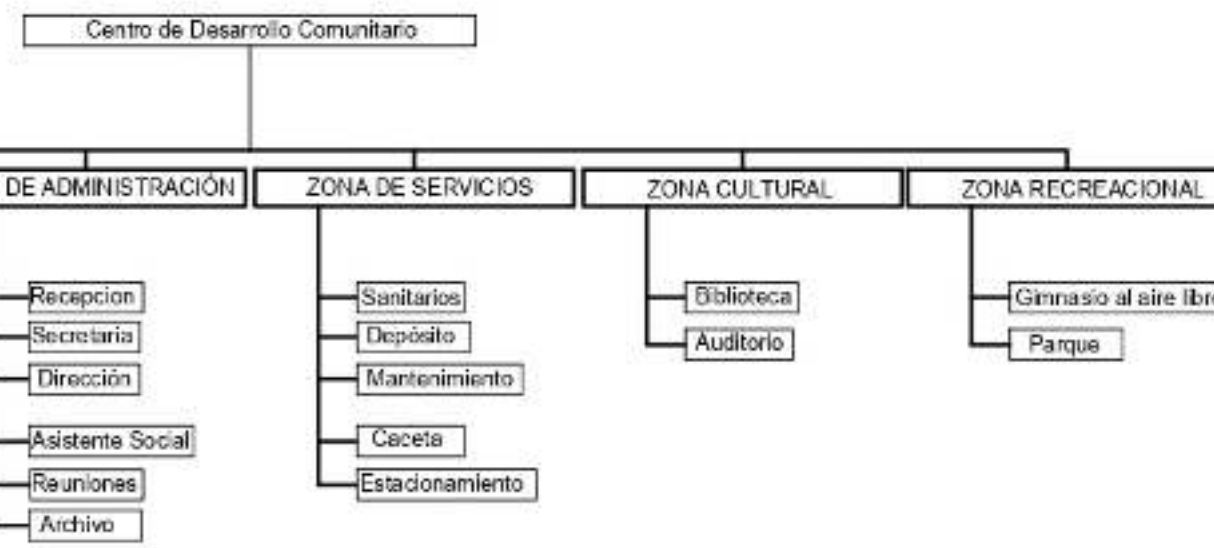 Centro de Desarrollo Comunitario
DE ADMINISTRACIÓN
ZONA DE SERVICIOS
ZONA CULTURAL
ZONA RECREACIONAL
Recepcion
Secretaria
Dirección
Asistente Social
Reuniones
Archivo
Sanitarios
Depósito
Mantenimiento
Caceta
Estacionamiento
Biblioteca
Auditorio
Gimnasio al aire libre
Parque